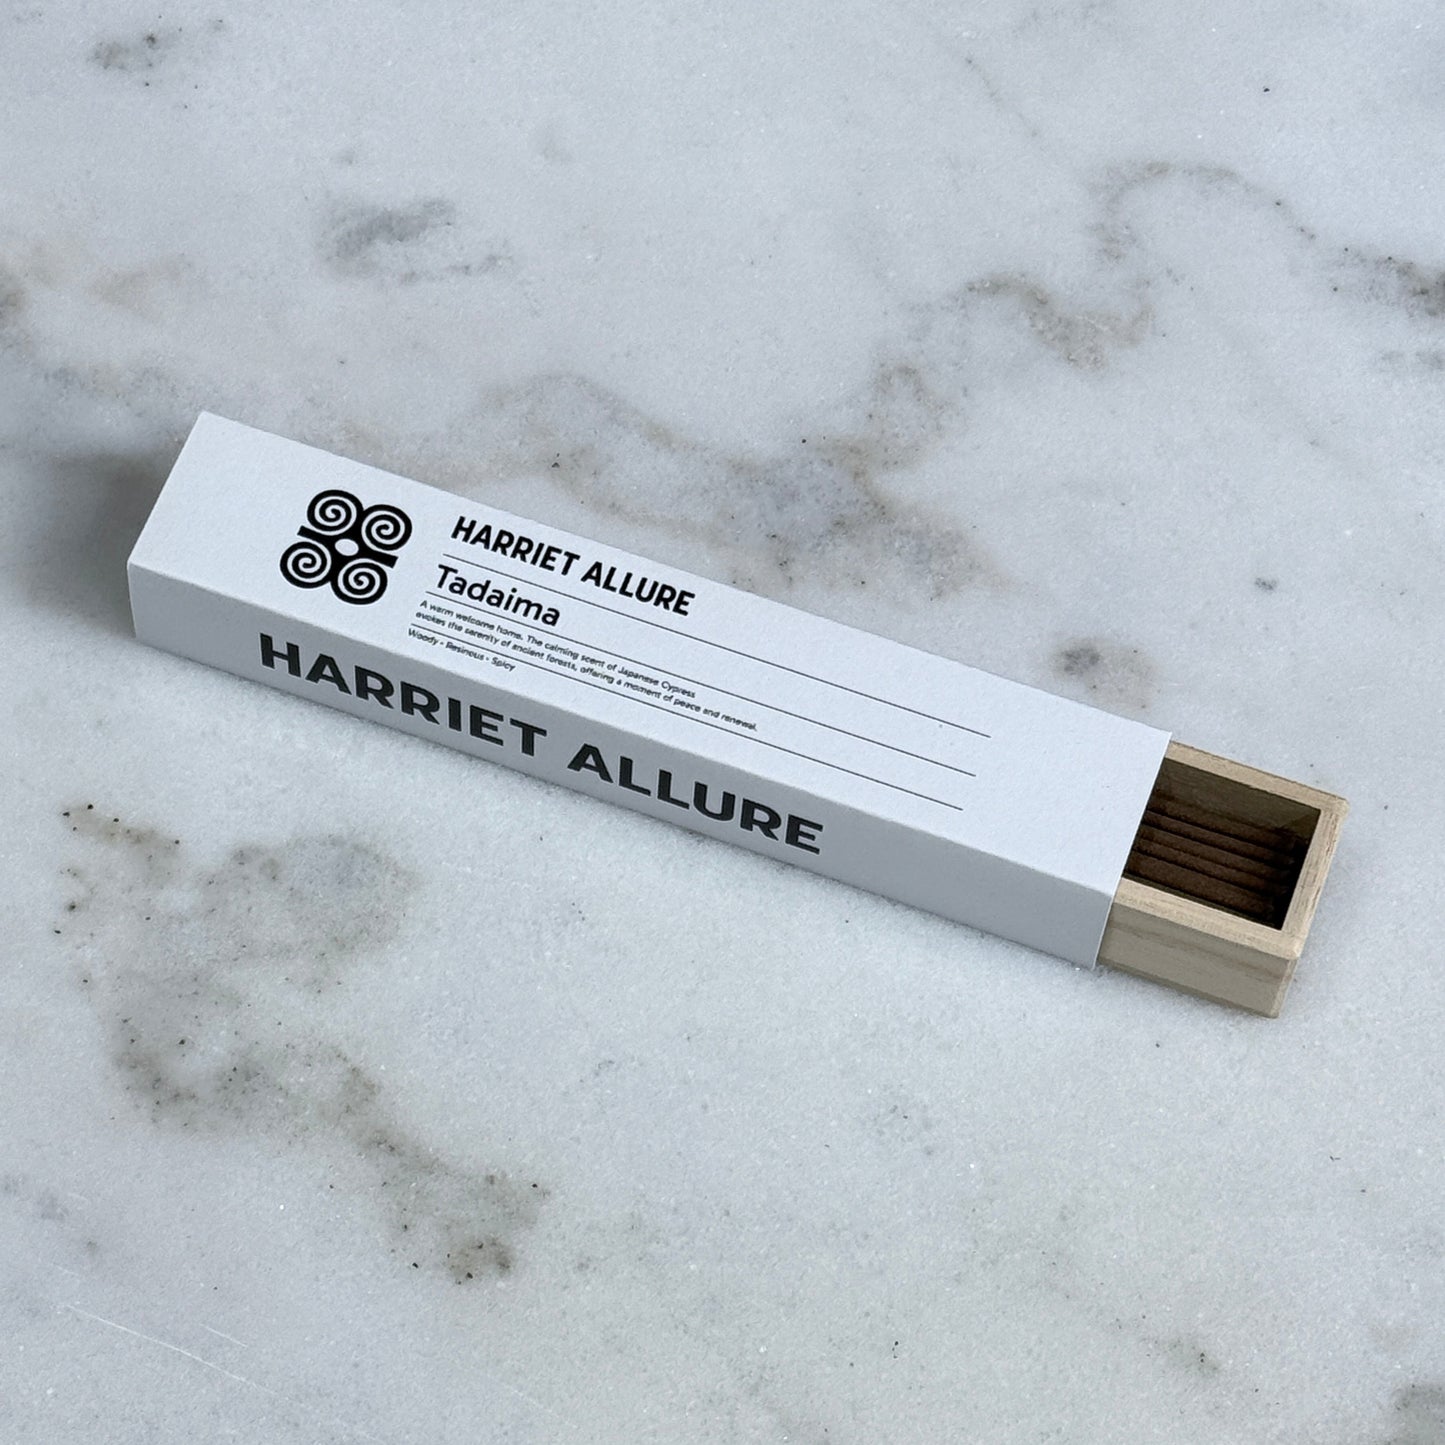 HARRIET ALLURE
Tadaima
A warm welcome home. The calming scent of Japanese Cypress
evokes the serenity of ancient forests, offering a moment of peace and renewal.
Woody - Resinous - Spicy
HARRIET ALLURE